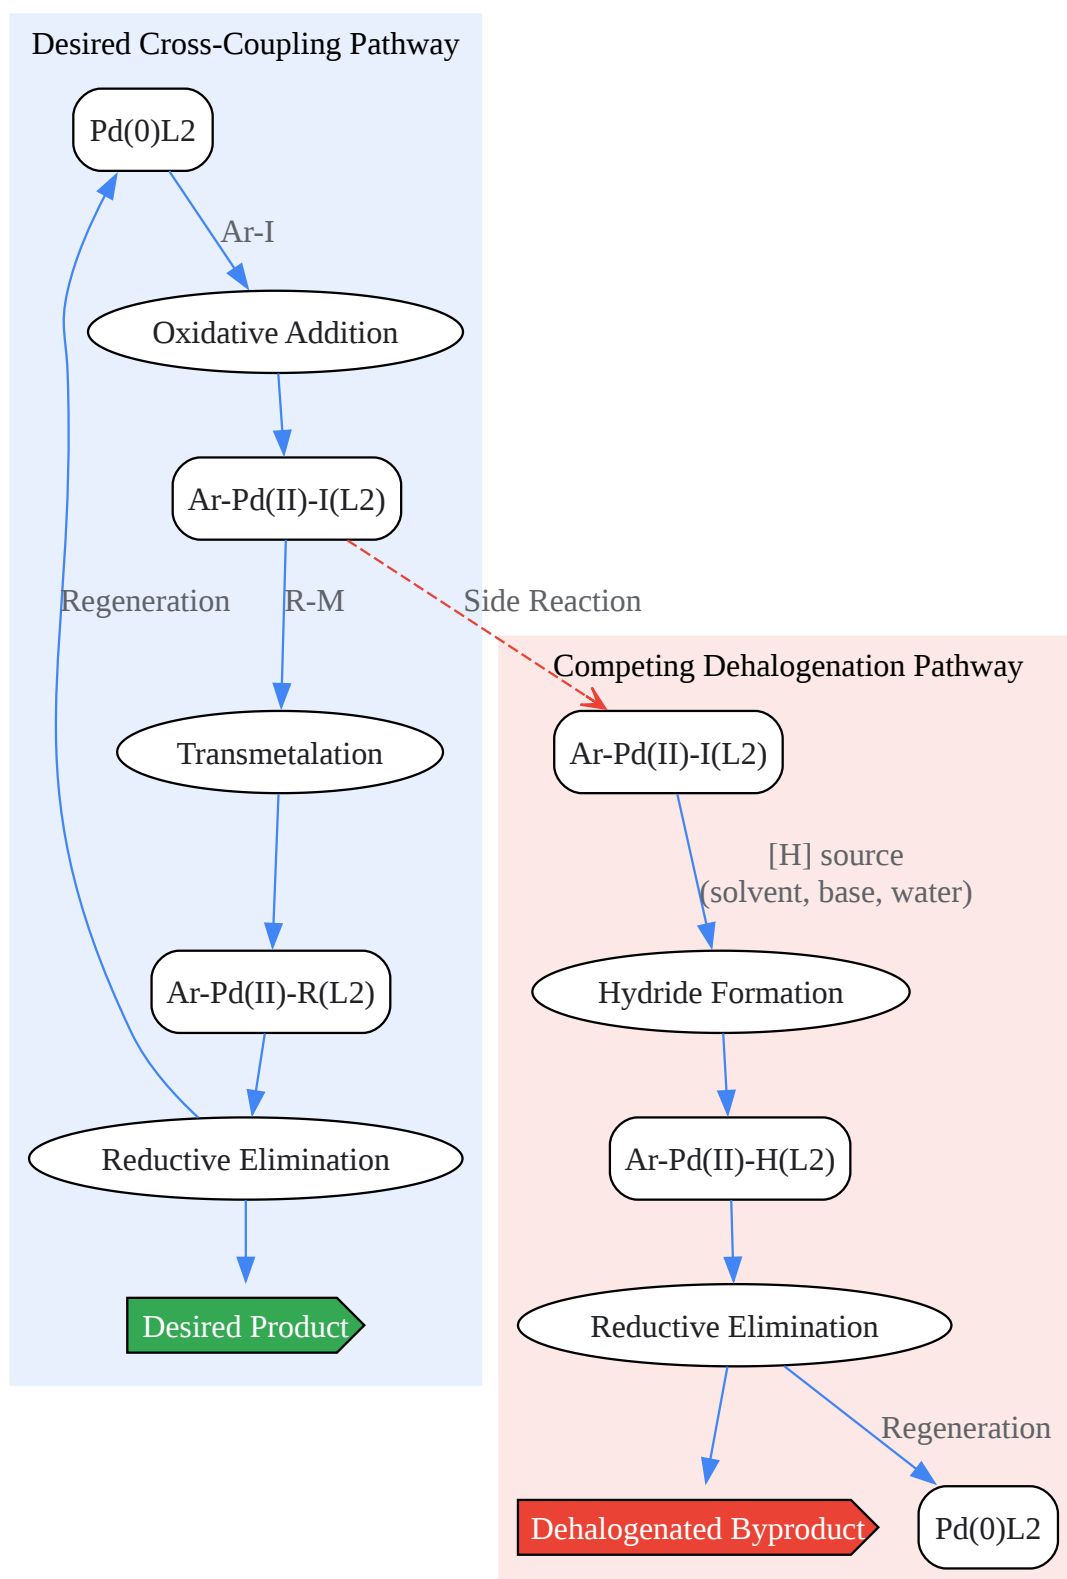 Desired Cross-Coupling Pathway
Pd(0)L2
Ar-I
Oxidative Addition
Ar-Pd(II)-I(L2)
Regeneration
R-M
Side Reaction
Transmetalation
Ar-Pd(II)-R(L2)
Reductive Elimination
Desired Product
Competing Dehalogenation Pathway
Ar-Pd(II)-I(L2)
[H] source
(solvent, base, water)
Hydride Formation
Ar-Pd(II)-H(L2)
Reductive Elimination
Regeneration
Dehalogenated Byproduct
Pd(0)L2